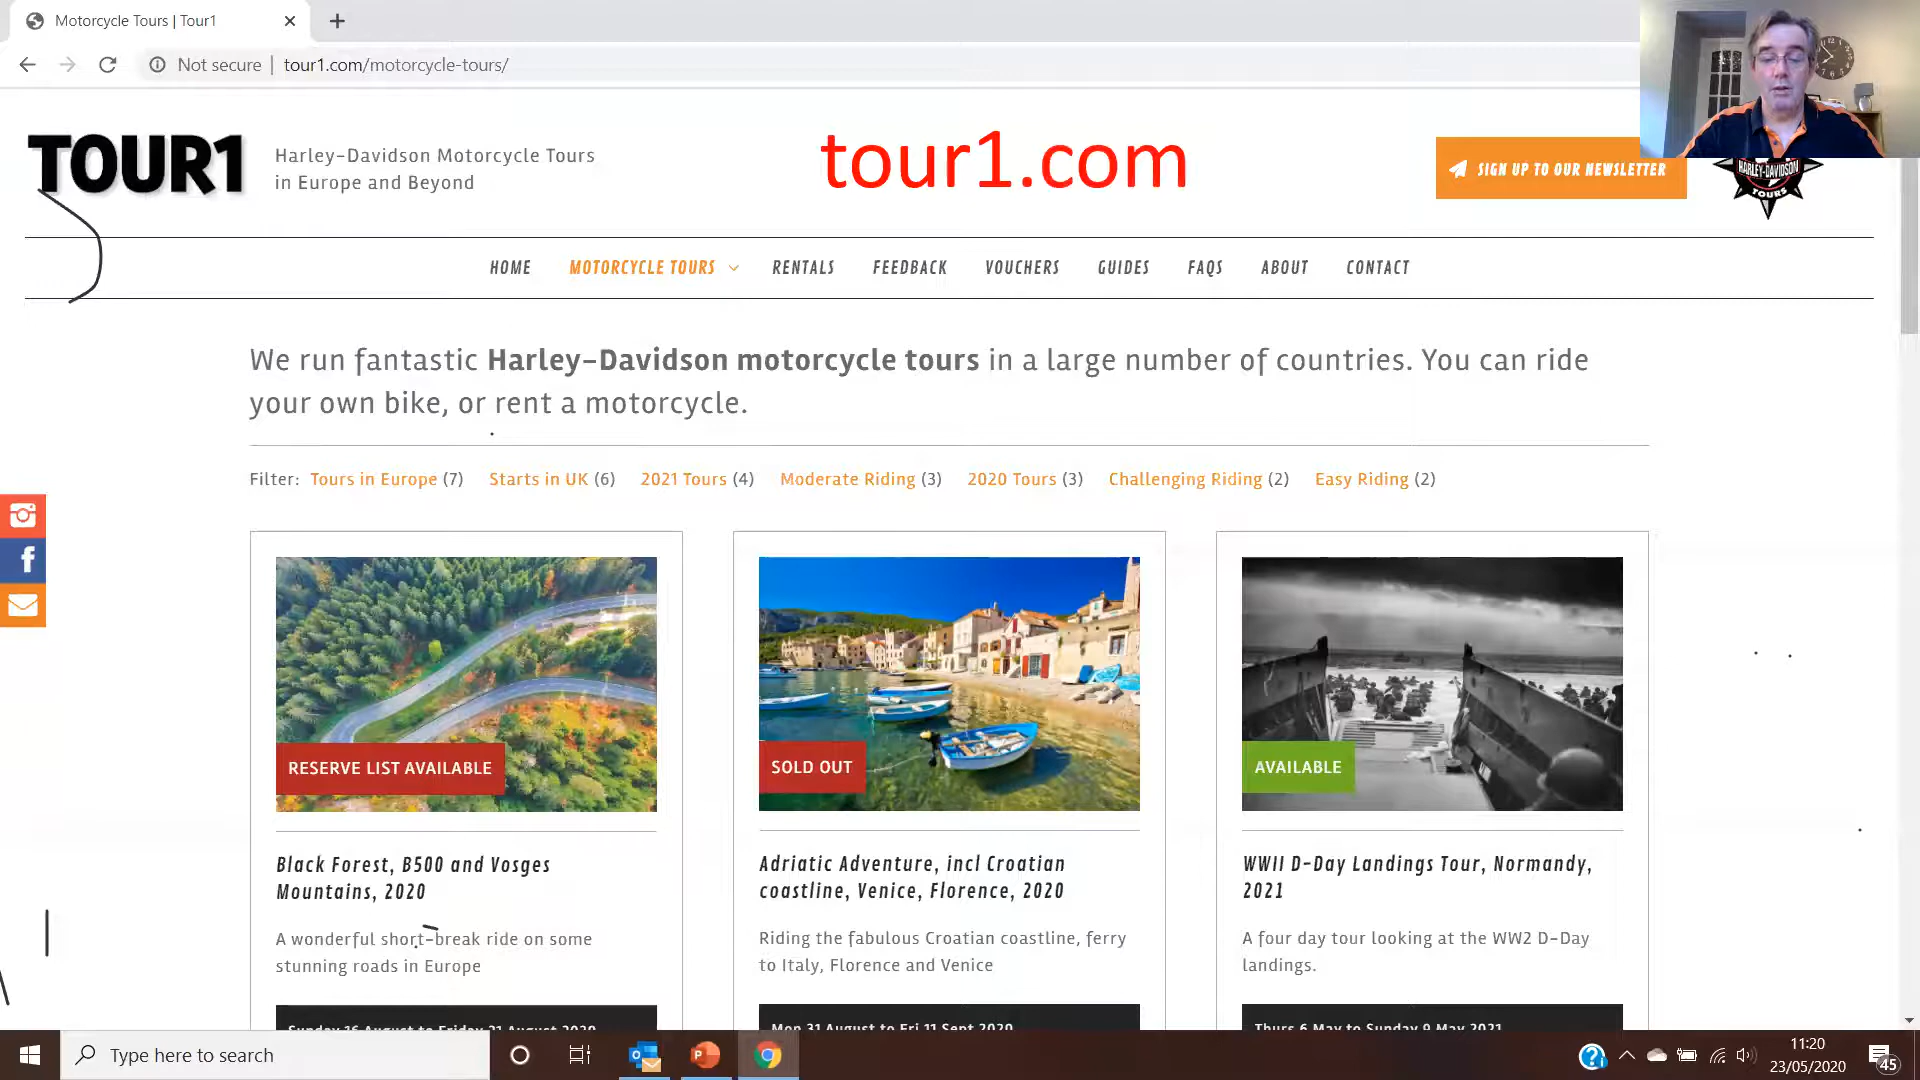 Motorcycle Tours | Tour1
Not secure | tour1.com/motorcycle-tours/
TOUR1
Harley-Davidson Motorcycle Tours
in Europe and Beyond
tour1.com
SIGN UP TO OUR NEWSLETTER
HARLEY-DAVIDSON
TOURS
HOME MOTORCYCLE TOURS RENTALS FEEDBACK VOUCHERS GUIDES FAQS ABOUT CONTACT
We run fantastic Harley-Davidson motorcycle tours in a large number of countries. You can ride
your own bike, or rent a motorcycle.
Filter: Tours in Europe (7) Starts in UK (6) 2021 Tours (4) Moderate Riding (3) 2020 Tours (3) Challenging Riding (2) Easy Riding (2)
RESERVE LIST AVAILABLE
Black Forest, B500 and Vosges
Mountains, 2020
A wonderful short-break ride on some
stunning roads in Europe
Sunday 16 August to Friday 21 August 2020
SOLD OUT
Adriatic Adventure, incl Croatian
coastline, Venice, Florence, 2020
Riding the fabulous Croatian coastline, ferry
to Italy, Florence and Venice
Mon 31 August to Fri 11 Sept 2020
AVAILABLE
WWII D-Day Landings Tour, Normandy,
2021
A four day tour looking at the WW2 D-Day
landings.
Thurs 6 May to Sunday 9 May 2021
Type here to search
11:20
23/05/2020
45